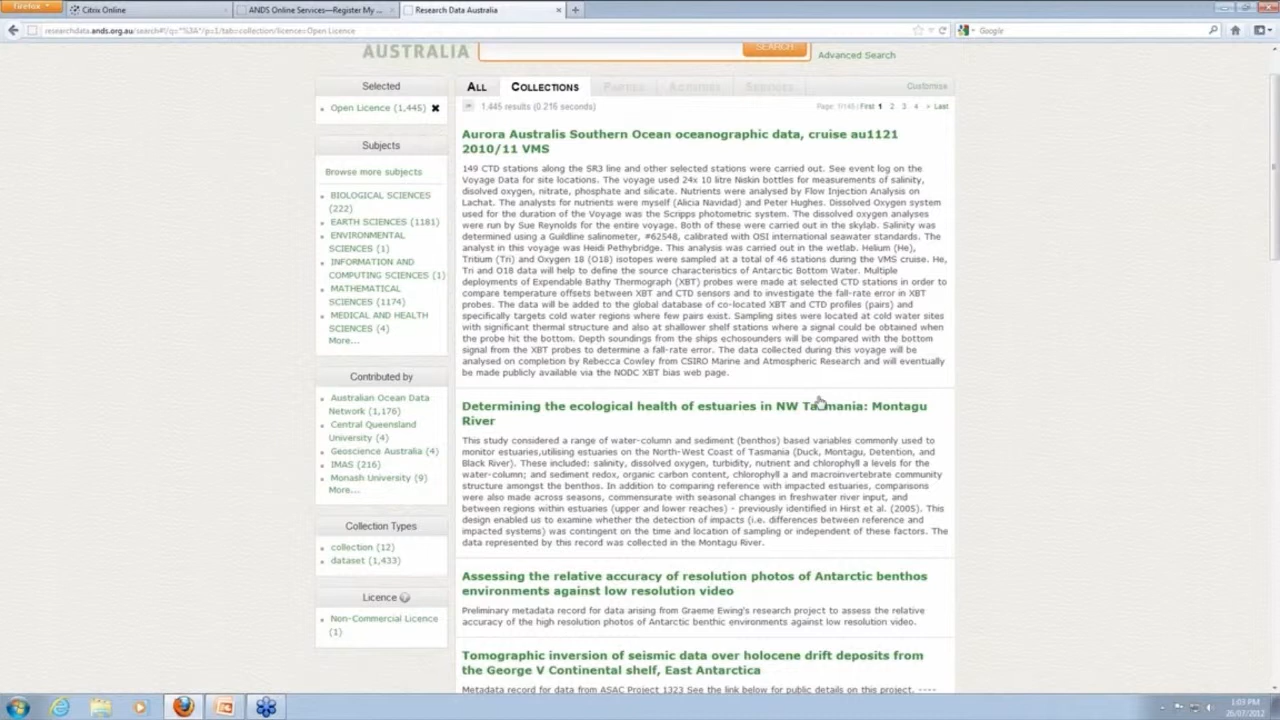 Firefox
Citrix Online
ANDS Online Services—Register My ...
Research Data Australia
researchdata.ands.org.au/search#!/q=*%3A*/p=1/tab=collection/licence=Open Licence
Google
AUSTRALIA
SEARCH
Advanced Search
Selected
Open Licence (1,445)
Subjects
Browse more subjects
BIOLOGICAL SCIENCES
(222)
EARTH SCIENCES (1181)
ENVIRONMENTAL
SCIENCES (1)
INFORMATION AND
COMPUTING SCIENCES (1)
MATHEMATICAL
SCIENCES (1174)
MEDICAL AND HEALTH
SCIENCES (4)
More...
Contributed by
Australian Ocean Data
Network (1,176)
Central Queensland
University (4)
Geoscience Australia (4)
IMAS (216)
Monash University (9)
More...
Collection Types
collection (12)
dataset (1,433)
Licence
Non-Commercial Licence
(1)
ALL COLLECTIONS Parties Activities Services Customise
1,445 results (0.216 seconds)
Page: 1/145 | First 1 2 3 4 > Last
Aurora Australis Southern Ocean oceanographic data, cruise au1121
2010/11 VMS
149 CTD stations along the SR3 line and other selected stations were carried out. See event log on the
Voyage Data for site locations. The voyage used 24x 10 litre Niskin bottles for measurements of salinity,
disolved oxygen, nitrate, phosphate and silicate. Nutrients were analysed by Flow Injection Analysis on
Lachat. The analysts for nutrients were myself (Alicia Navidad) and Peter Hughes. Dissolved Oxygen system
used for the duration of the Voyage was the Scripps photometric system. The dissolved oxygen analyses
were run by Sue Reynolds for the entire voyage. Both of these were carried out in the skylab. Salinity was
determined using a Guildline salinometer, #62548, calibrated with OSI international seawater standards. The
analyst in this voyage was Heidi Pethybridge. This analysis was carried out in the wetlab. Helium (He),
Tritium (Tri) and Oxygen 18 (O18) isotopes were sampled at a total of 46 stations during the VMS cruise. He,
Tri and O18 data will help to define the source characteristics of Antarctic Bottom Water. Multiple
deployments of Expendable Bathy Thermograph (XBT) probes were made at selected CTD stations in order to
compare temperature offsets between XBT and CTD sensors and to investigate the fall-rate error in XBT
probes. The data will be added to the global database of co-located XBT and CTD profiles (pairs) and
specifically targets cold water regions where few pairs exist. Sampling sites were located at cold water sites
with significant thermal structure and also at shallower shelf stations where a signal could be obtained when
the probe hit the bottom. Depth soundings from the ships echosounders will be compared with the bottom
signal from the XBT probes to determine a fall-rate error. The data collected during this voyage will be
analysed on completion by Rebecca Cowley from CSIRO Marine and Atmospheric Research and will eventually
be made publicly available via the NODC XBT bias web page.
Determining the ecological health of estuaries in NW Tasmania: Montagu
River
This study considered a range of water-column and sediment (benthos) based variables commonly used to
monitor estuaries,utilising estuaries on the North-West Coast of Tasmania (Duck, Montagu, Detention, and
Black River). These included: salinity, dissolved oxygen, turbidity, nutrient and chlorophyll a levels for the
water-column; and sediment redox, organic carbon content, chlorophyll a and macroinvertebrate community
structure amongst the benthos. In addition to comparing reference with impacted estuaries, comparisons
were also made across seasons, commensurate with seasonal changes in freshwater river input, and
between regions within estuaries (upper and lower reaches) - previously identified in Hirst et al. (2005). This
design enabled us to examine whether the detection of impacts (i.e. differences between reference and
impacted systems) was contingent on the time and location of sampling or independent of these factors. The
data represented by this record was collected in the Montagu River.
Assessing the relative accuracy of resolution photos of Antarctic benthos
environments against low resolution video
Preliminary metadata record for data arising from Graeme Ewing's research project to assess the relative
accuracy of the high resolution photos of Antarctic benthic environments against low resolution video.
Tomographic inversion of seismic data over holocene drift deposits from
the George V Continental shelf, East Antarctica
Metadata record for data from ASAC Project 1323 See the link below for public details on this project. ----
1:03 PM
26/07/2012